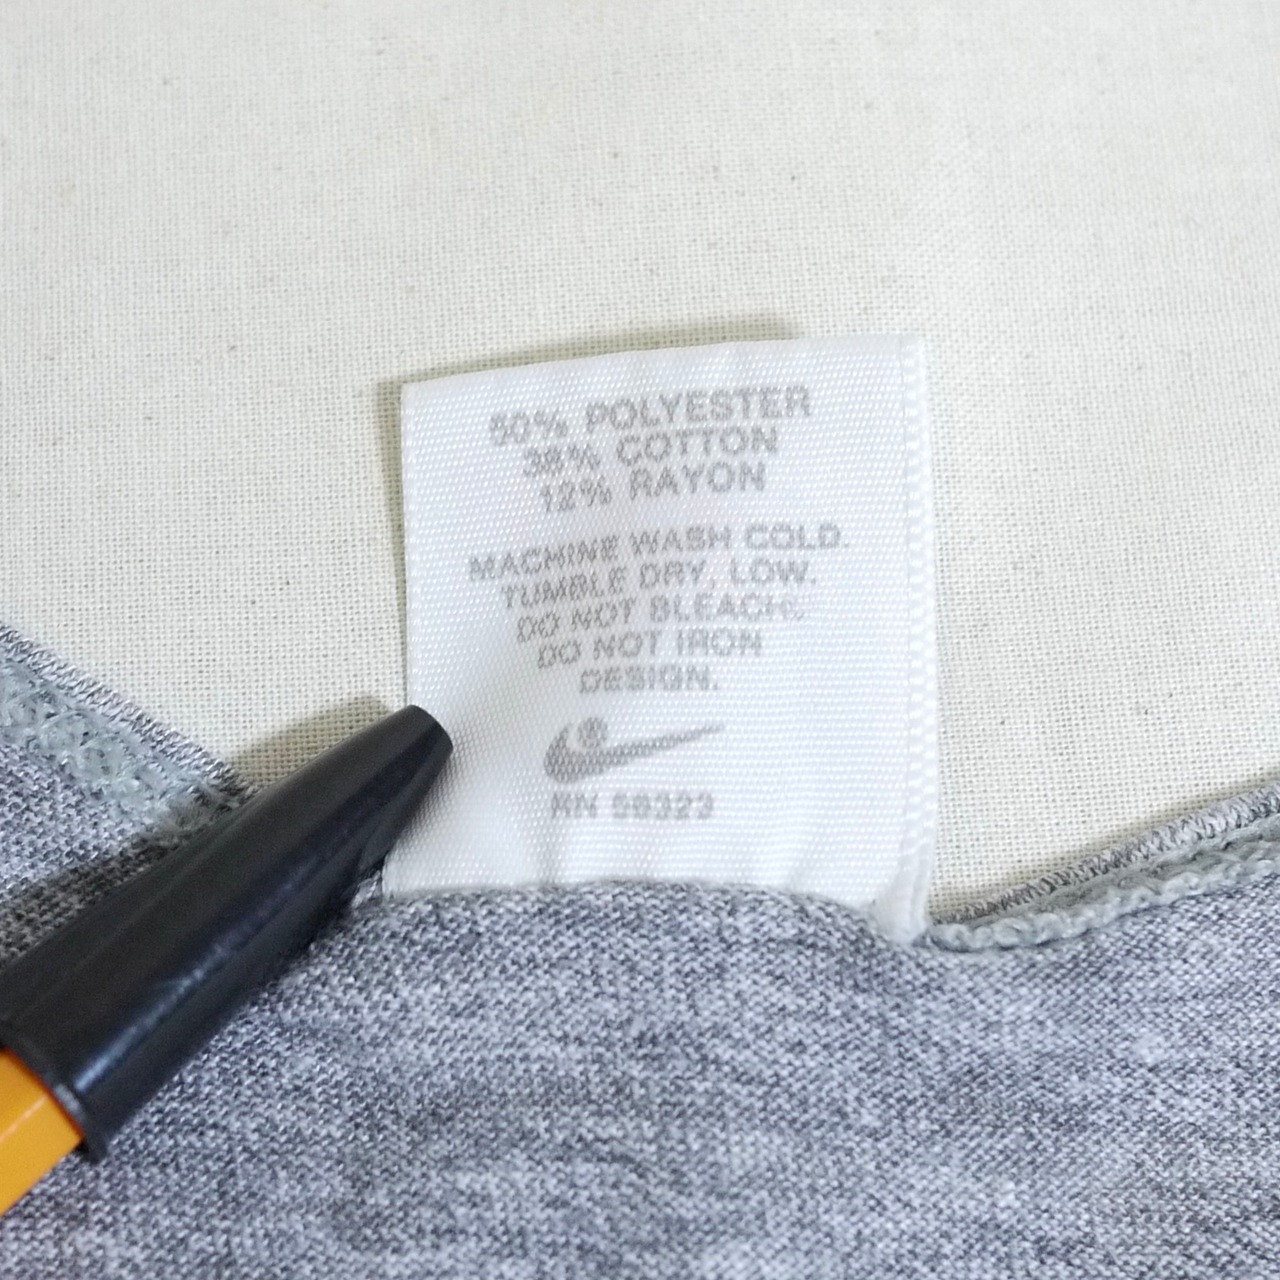 50% POLYESTER
38% COTTON
12% RAYON
MACHINE WASH COLD.
TUMBLE DRY, LOW.
DO NOT BLEACH.
DO NOT IRON
DESIGN.
RN 56323